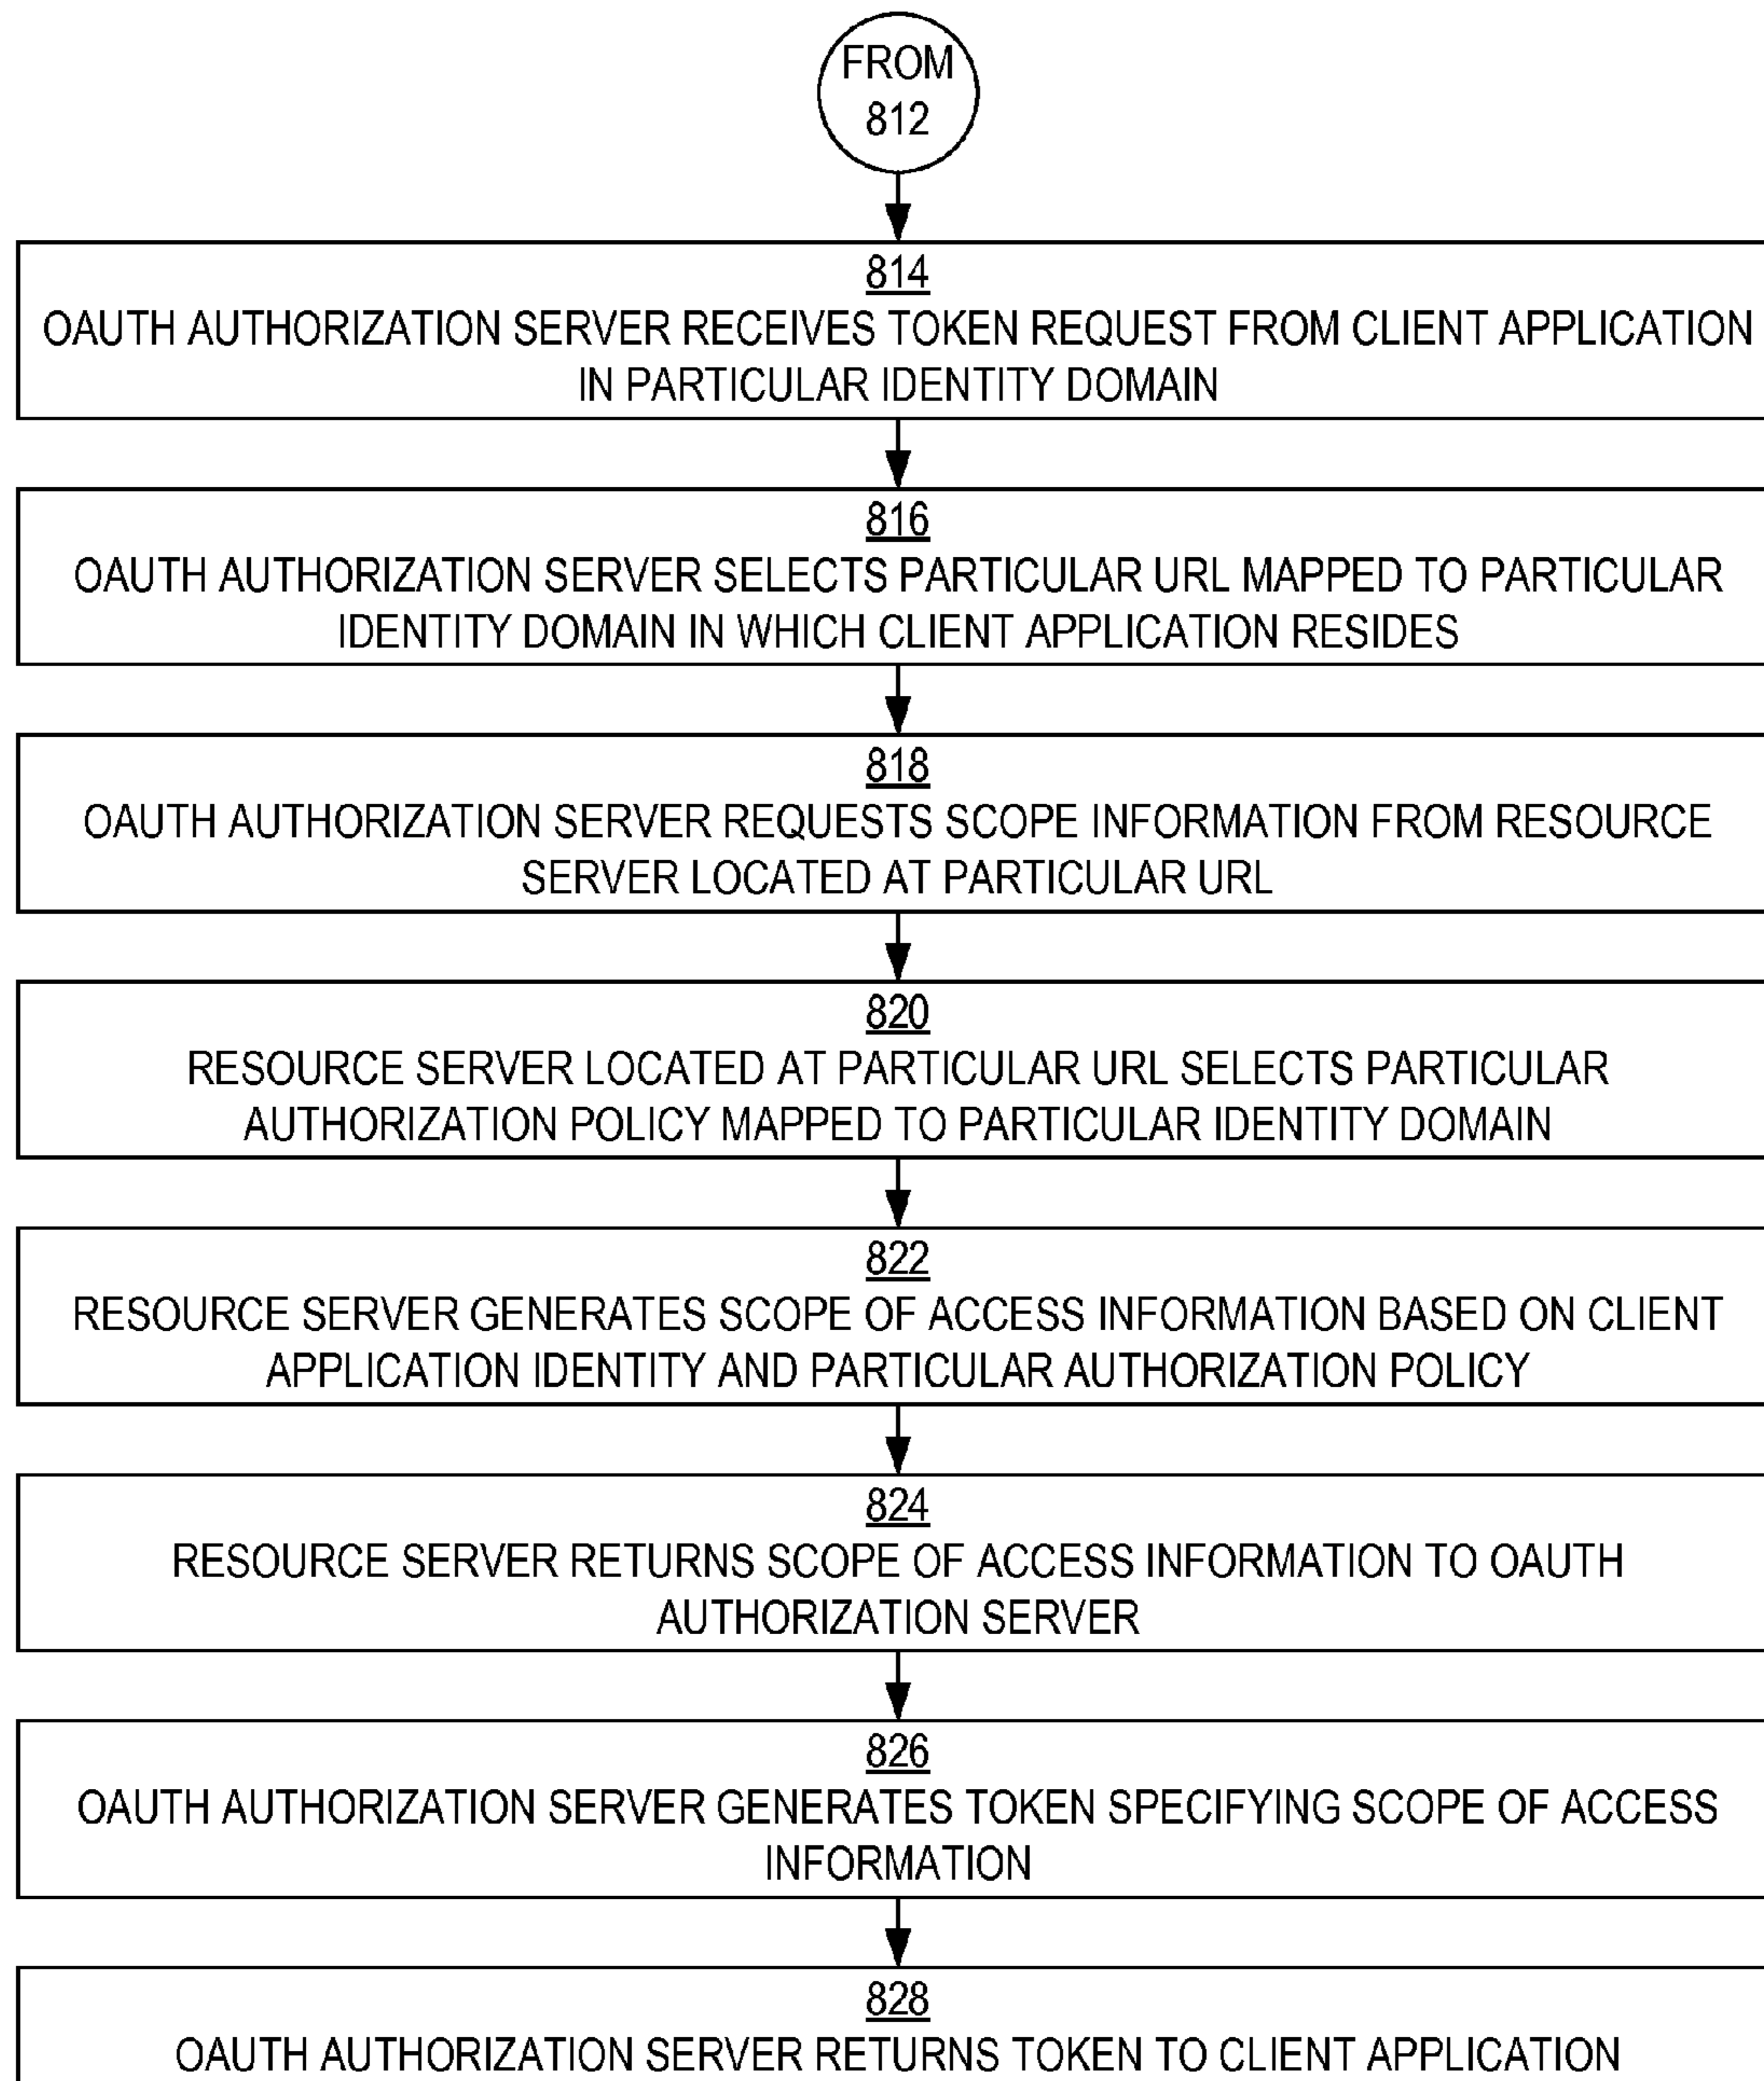 FROM
812
814
OAUTH AUTHORIZATION SERVER RECEIVES TOKEN REQUEST FROM CLIENT APPLICATION
IN PARTICULAR IDENTITY DOMAIN
816
OAUTH AUTHORIZATION SERVER SELECTS PARTICULAR URL MAPPED TO PARTICULAR
IDENTITY DOMAIN IN WHICH CLIENT APPLICATION RESIDES
818
OAUTH AUTHORIZATION SERVER REQUESTS SCOPE INFORMATION FROM RESOURCE
SERVER LOCATED AT PARTICULAR URL
820
RESOURCE SERVER LOCATED AT PARTICULAR URL SELECTS PARTICULAR
AUTHORIZATION POLICY MAPPED TO PARTICULAR IDENTITY DOMAIN
822
RESOURCE SERVER GENERATES SCOPE OF ACCESS INFORMATION BASED ON CLIENT
APPLICATION IDENTITY AND PARTICULAR AUTHORIZATION POLICY
824
RESOURCE SERVER RETURNS SCOPE OF ACCESS INFORMATION TO OAUTH
AUTHORIZATION SERVER
826
OAUTH AUTHORIZATION SERVER GENERATES TOKEN SPECIFYING SCOPE OF ACCESS
INFORMATION
828
OAUTH AUTHORIZATION SERVER RETURNS TOKEN TO CLIENT APPLICATION